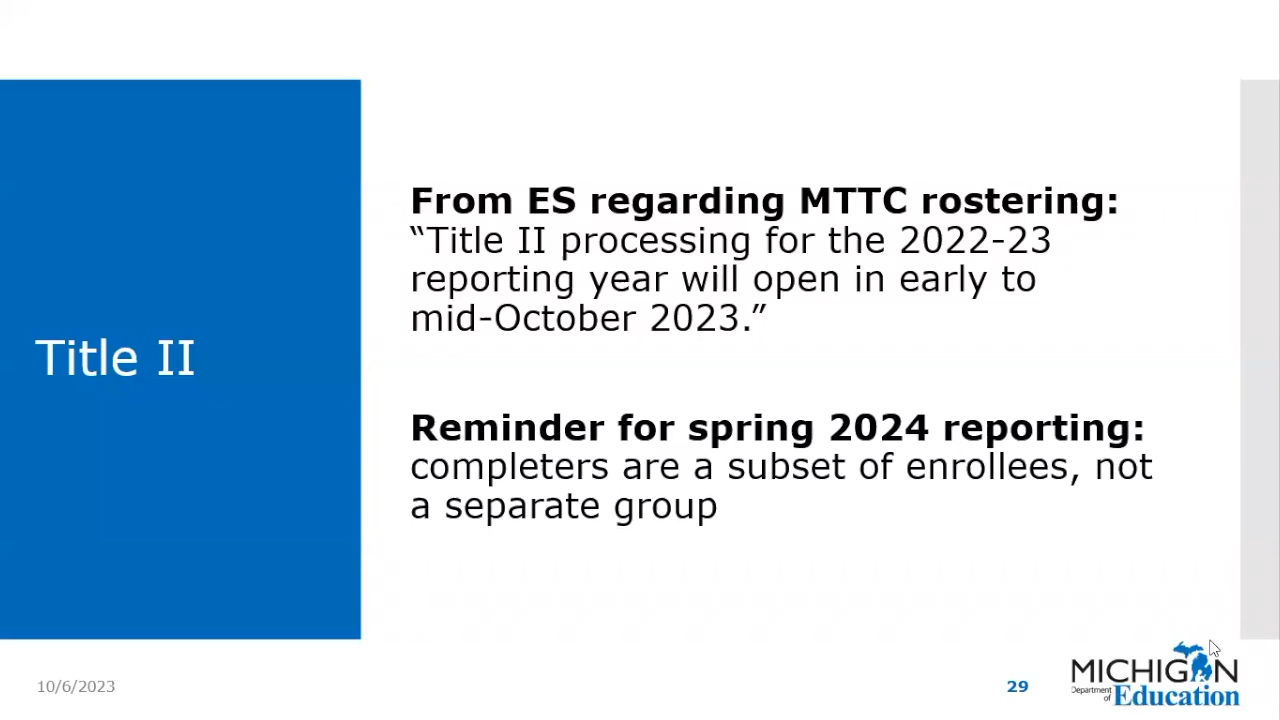 Title II
From ES regarding MTTC rostering:
“Title II processing for the 2022-23
reporting year will open in early to
mid-October 2023.”
Reminder for spring 2024 reporting:
completers are a subset of enrollees, not
a separate group
10/6/2023
29
MICHIGAN
Department
of Education